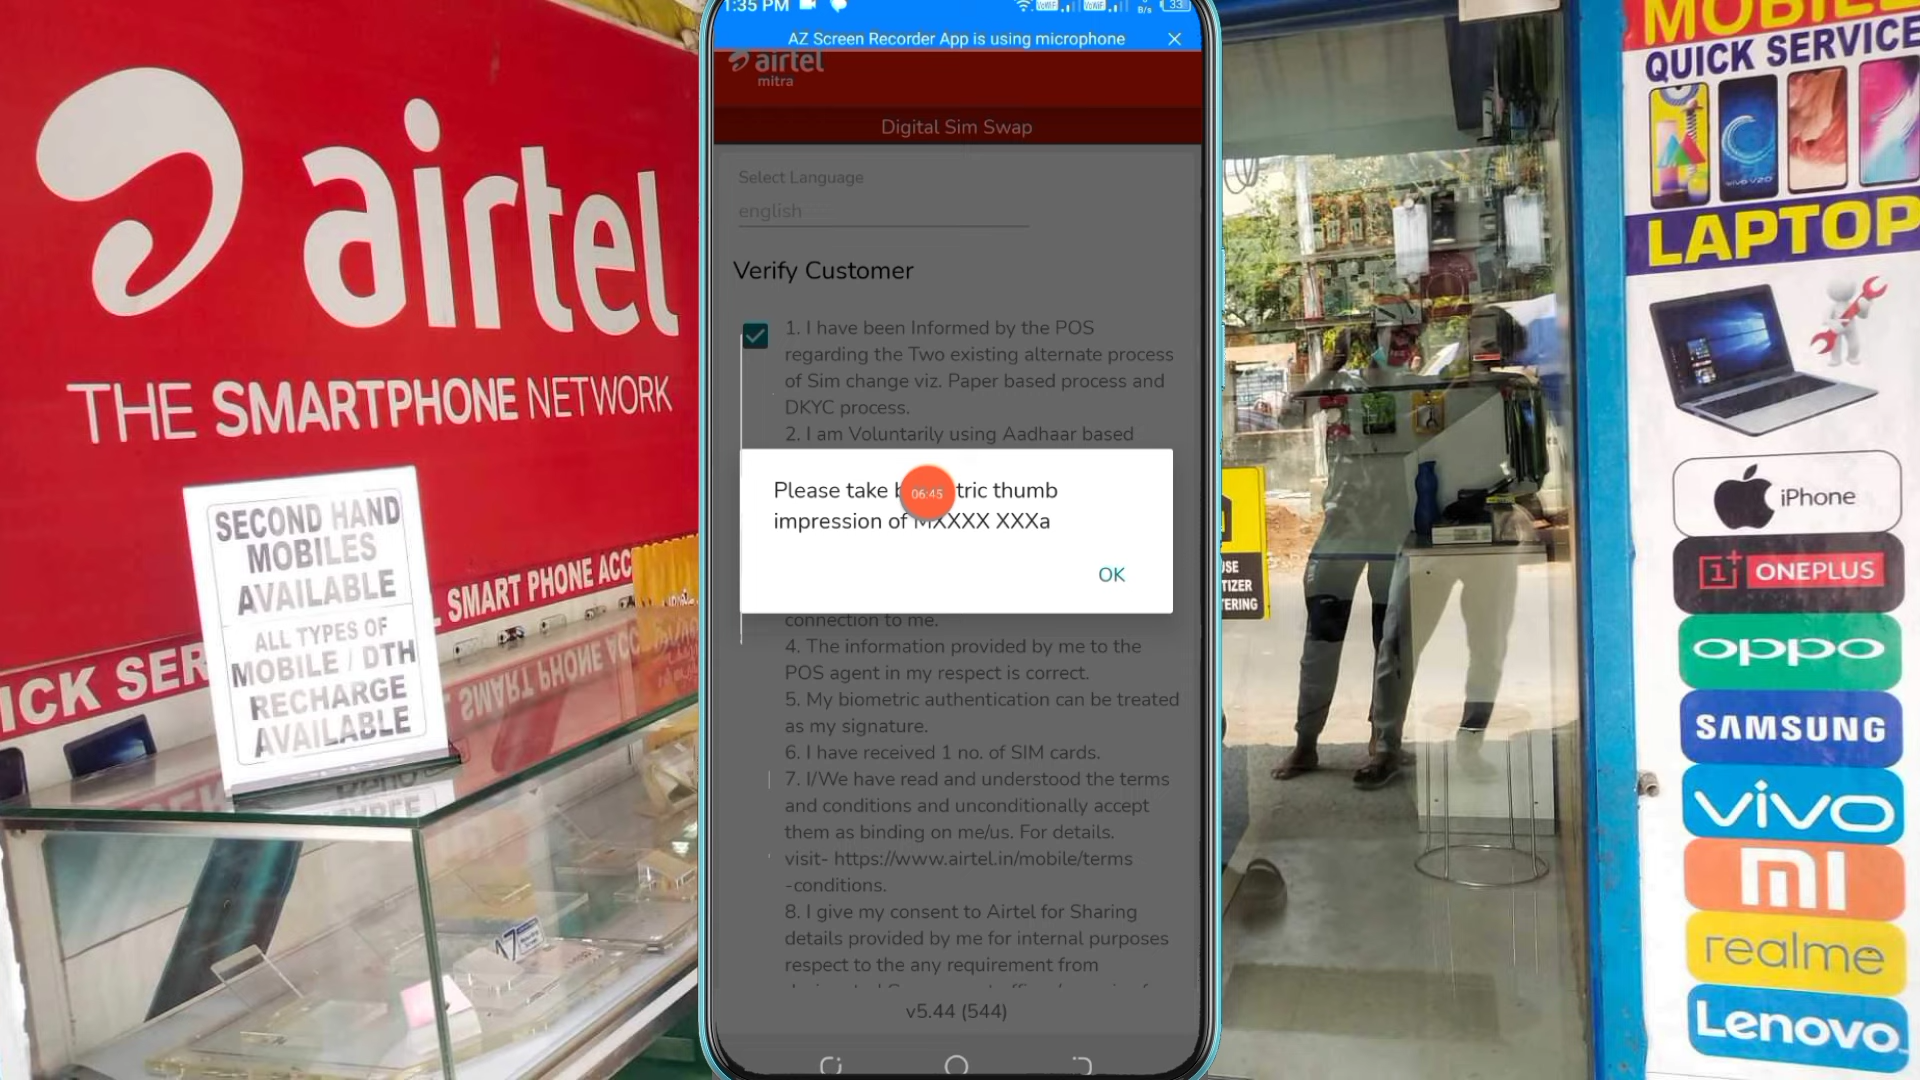 airtel
THE SMARTPHONE NETWORK
SECOND HAND
MOBILES
AVAILABLE
ALL TYPES OF
MOBILE / DTH
RECHARGE
AVAILABLE
SMART PHONE ACC
ICK SER
1:35 PM
33
AZ Screen Recorder App is using microphone
airtel
mitra
Digital Sim Swap
Select Language
english
Verify Customer
1. I have been Informed by the POS
regarding the Two existing alternate process
of Sim change viz. Paper based process and
DKYC process.
2. I am Voluntarily using Aadhaar based
Please take b tric thumb
06:45
impression of MXXXX XXXa
OK
connection to me.
4. The information provided by me to the
POS agent in my respect is correct.
5. My biometric authentication can be treated
as my signature.
6. I have received 1 no. of SIM cards.
7. I/We have read and understood the terms
and conditions and unconditionally accept
them as binding on me/us. For details.
visit- https://www.airtel.in/mobile/terms
-conditions.
8. I give my consent to Airtel for Sharing
details provided by me for internal purposes
respect to the any requirement from
v5.44 (544)
MOBILE
QUICK SERVICE
vivo V20
LAPTOP
iPhone
ONEPLUS
oppo
SAMSUNG
vivo
mi
realme
Lenovo
USE
TIZER
TERING